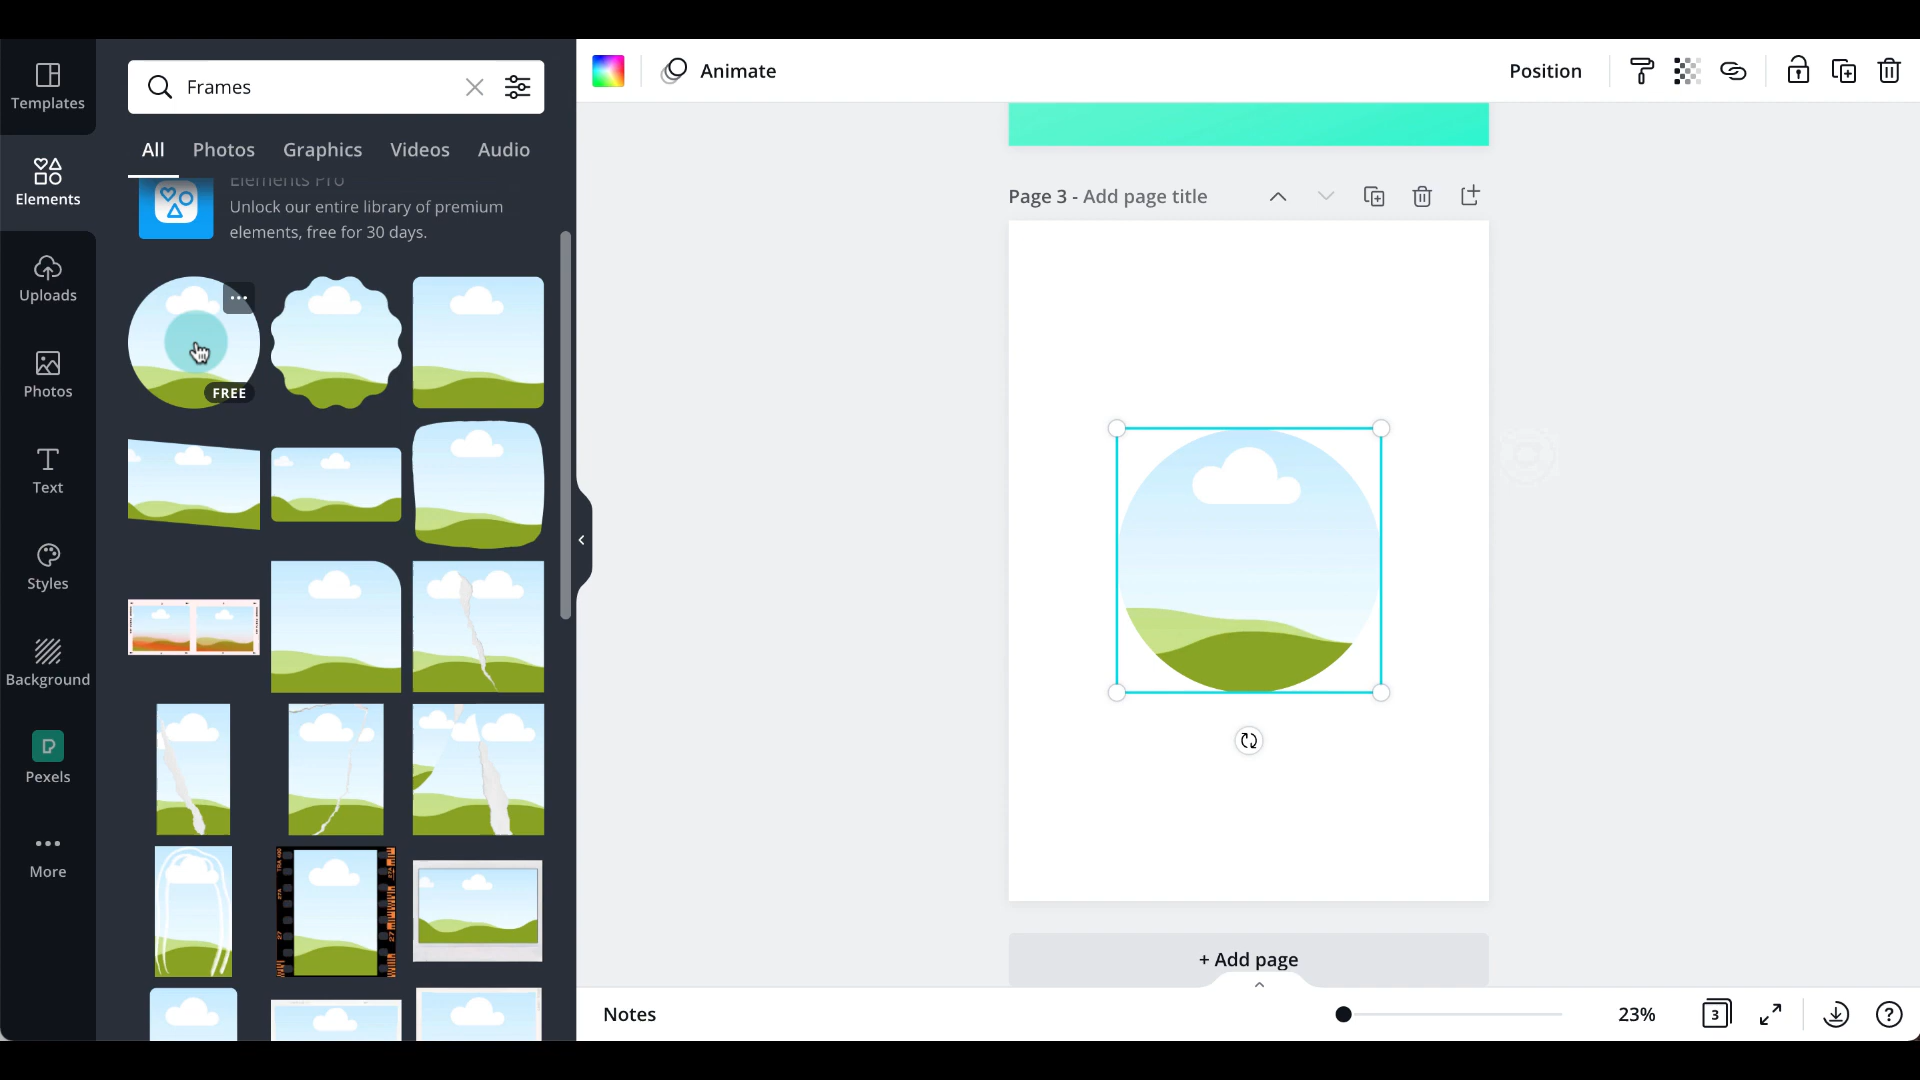 Templates
Elements
Uploads
Photos
Text
Styles
Background
Pexels
More
Frames
All Photos Graphics Videos Audio
Elements Pro
Unlock our entire library of premium
elements, free for 30 days.
FREE
Animate
Position
Page 3 - Add page title
+ Add page
Notes
23%
3